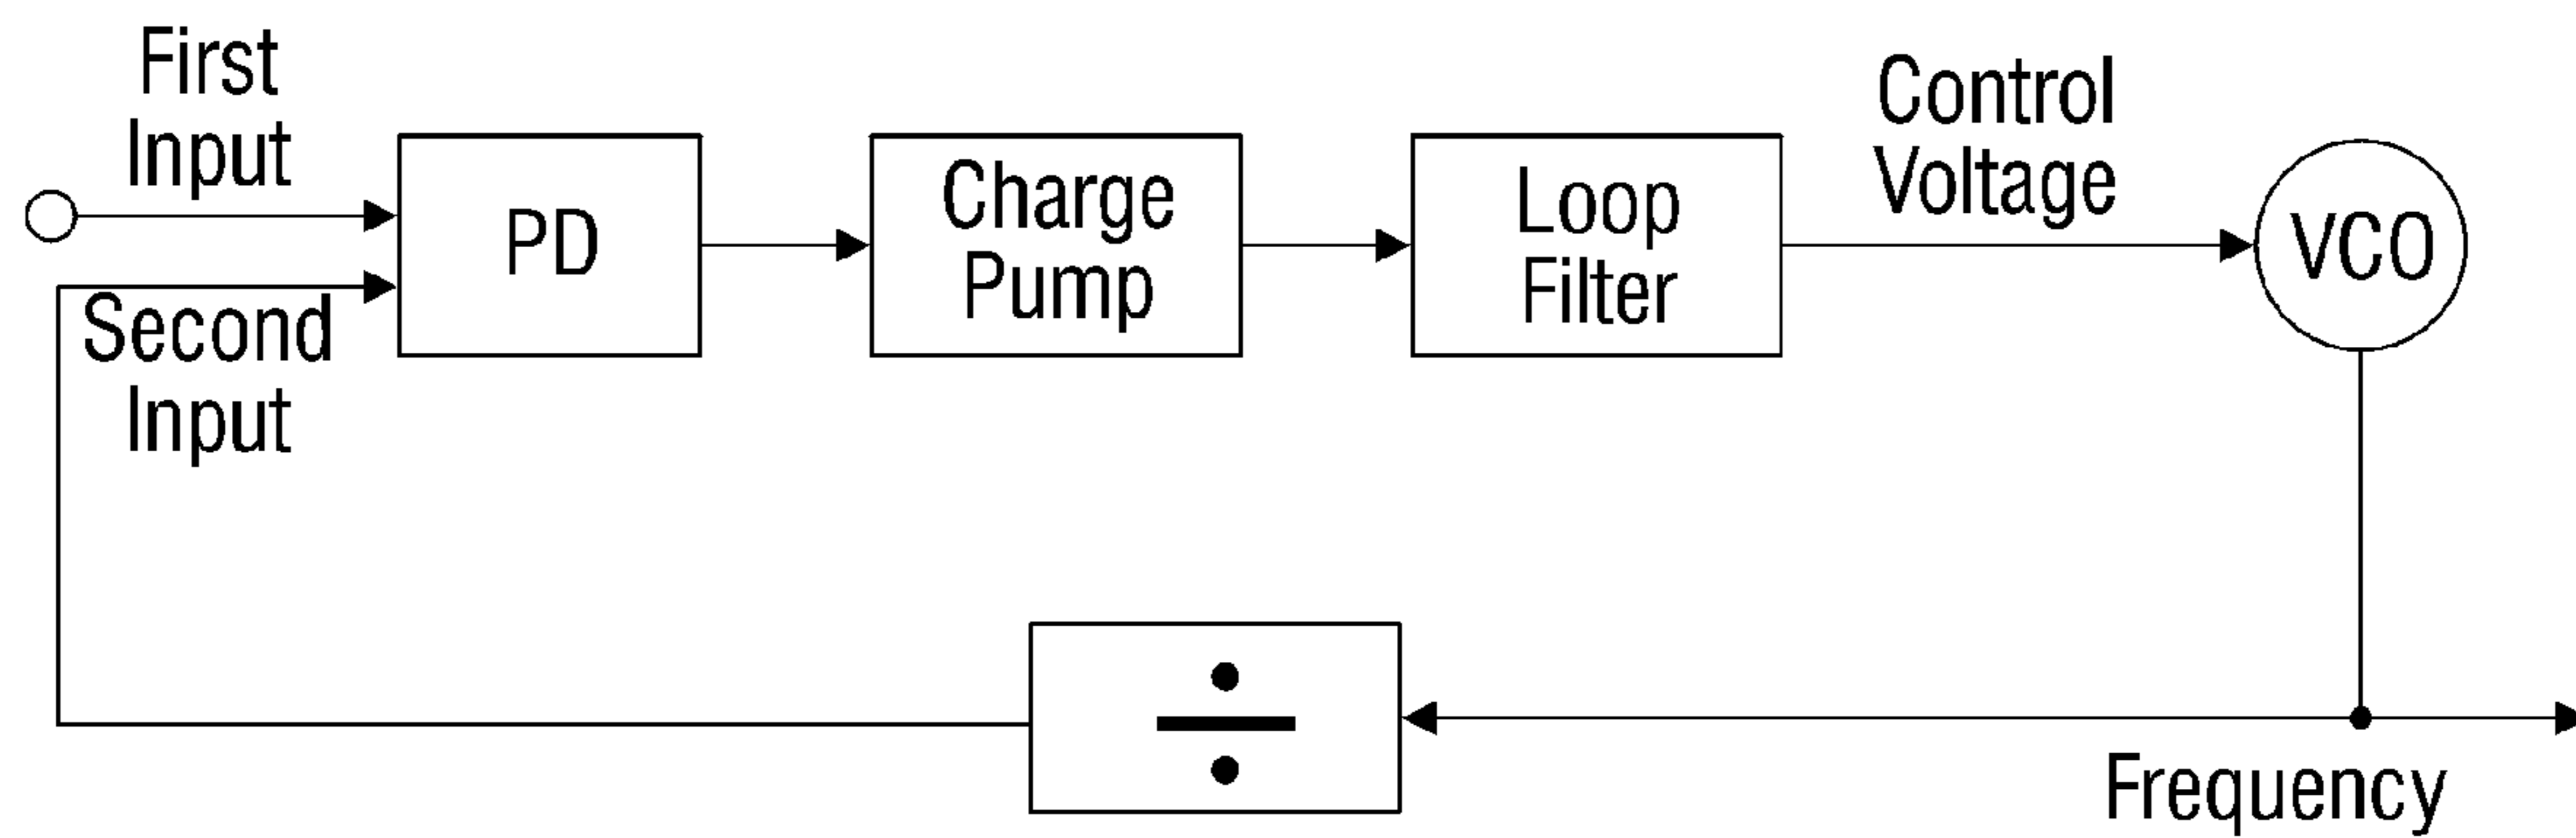 First
Input
PD
Charge
Pump
Loop
Filter
Control
Voltage
VCO
Second
Input
÷
Frequency